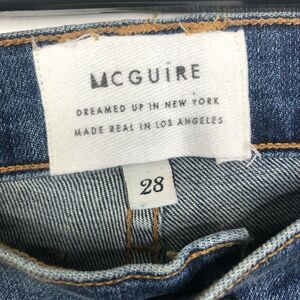 MCGUiRE
DREAMED UP IN NEW YORK
MADE REAL IN LOS ANGELES
28